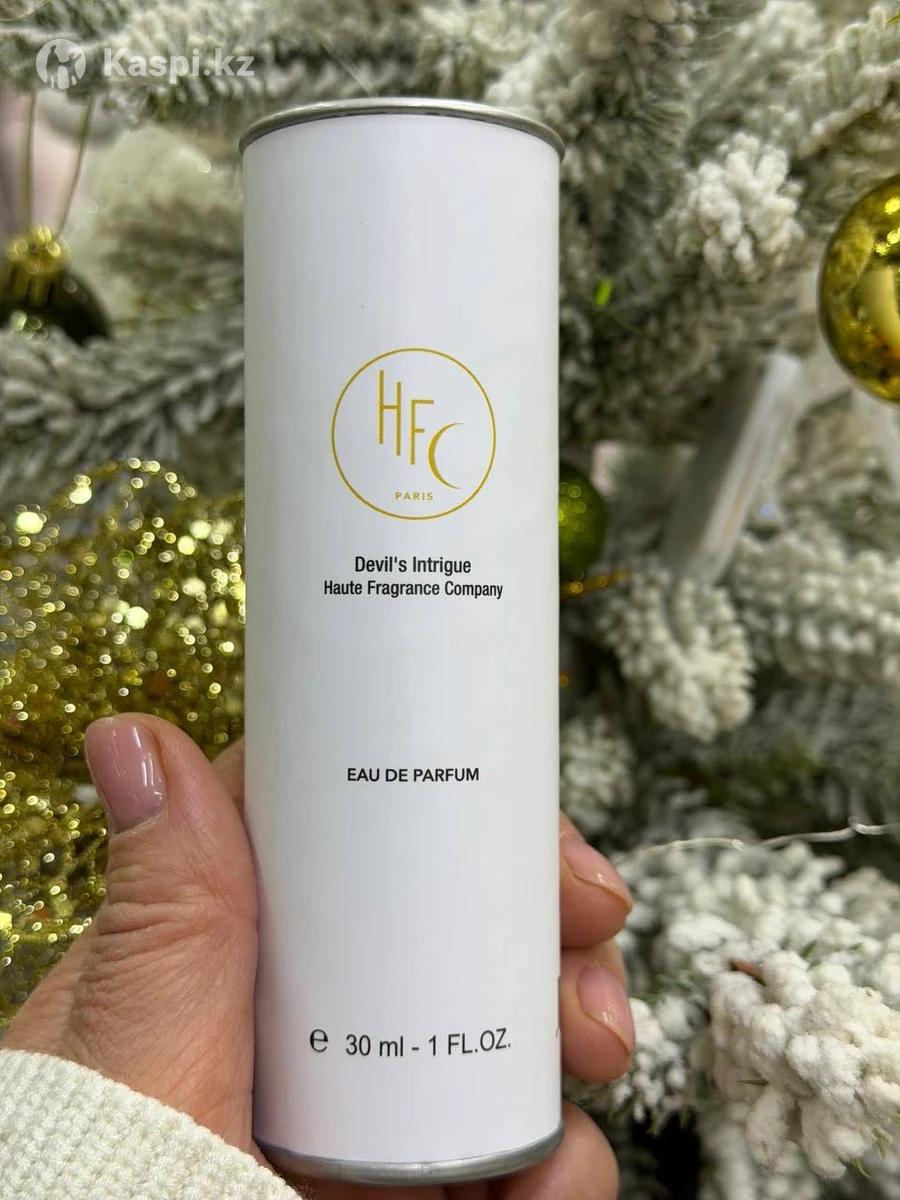 Kaspi.kz
HFC
PARIS
Devil's Intrigue
Haute Fragrance Company
EAU DE PARFUM
e 30 ml - 1 FL.OZ.